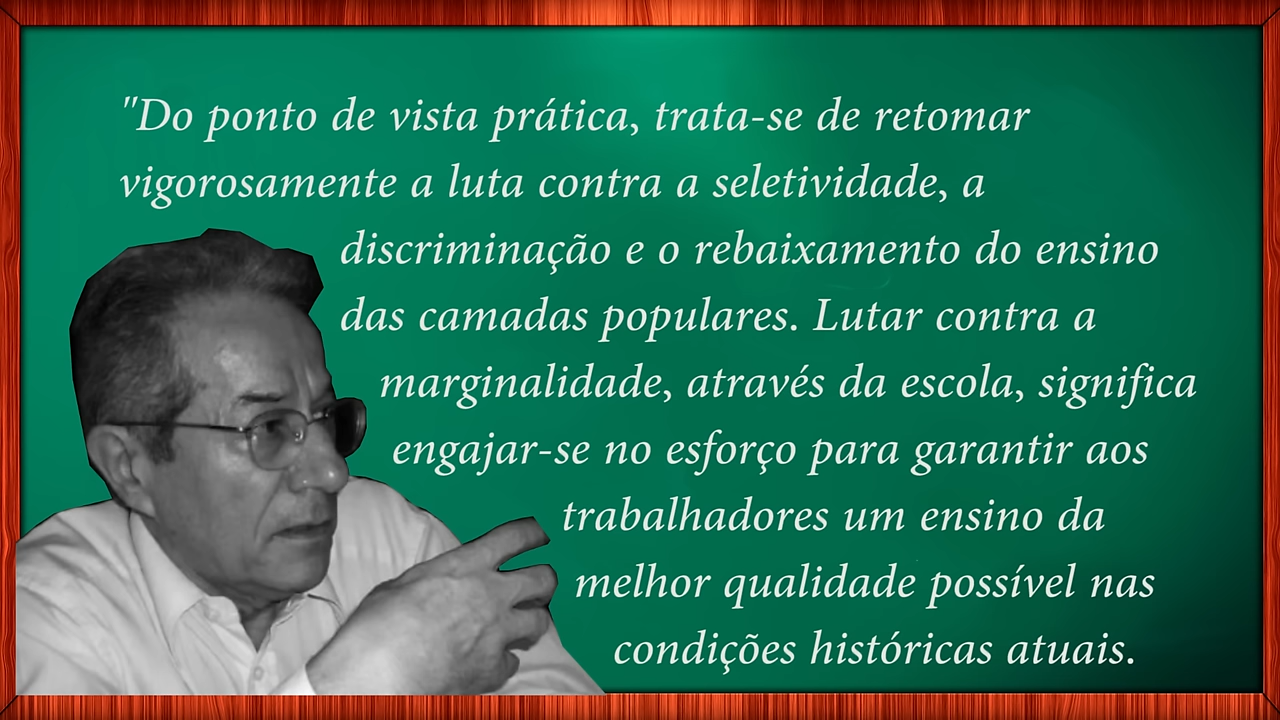 "Do ponto de vista prática, trata-se de retomar
vigorosamente a luta contra a seletividade, a
discriminação e o rebaixamento do ensino
das camadas populares. Lutar contra a
marginalidade, através da escola, significa
engajar-se no esforço para garantir aos
trabalhadores um ensino da
melhor qualidade possível nas
condições históricas atuais.